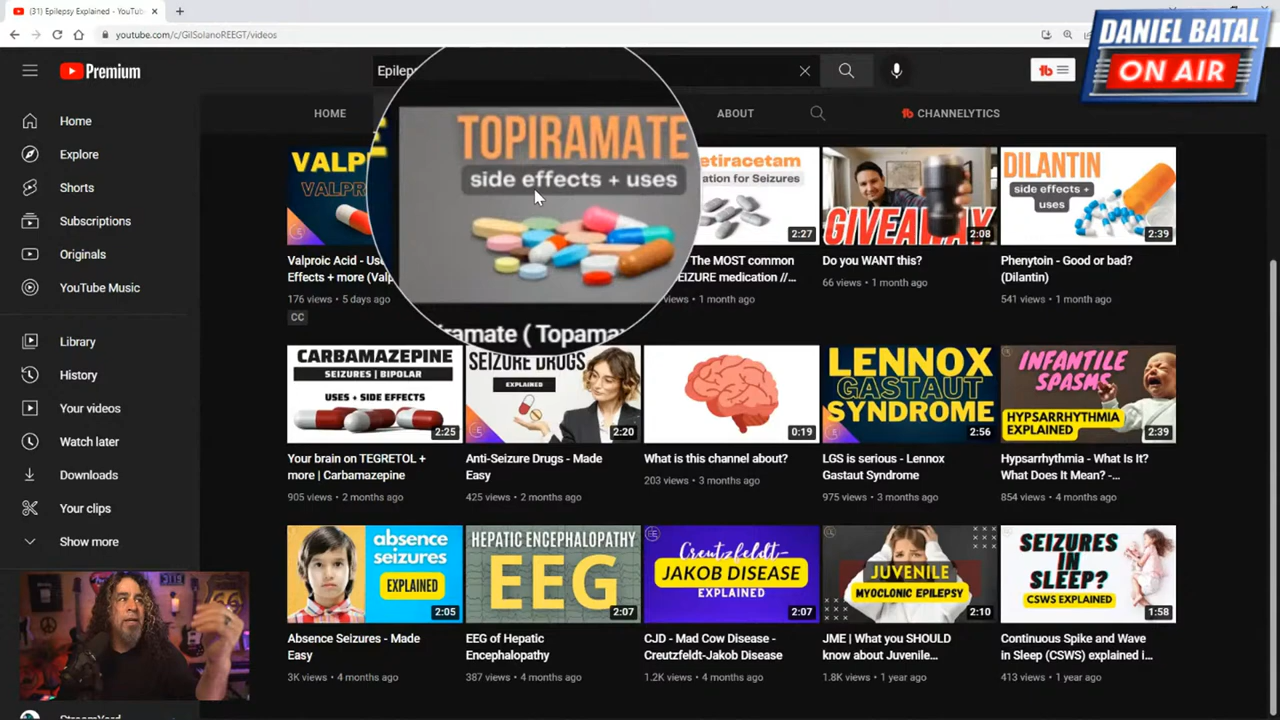 (31) Epilepsy Explained - YouTub
youtube.com/c/GilSolanoREEGT/videos
DANIEL BATAL
ON AIR
Premium
Epilep
tb
HOME
ABOUT
CHANNELYTICS
Home
Explore
Shorts
Subscriptions
Originals
YouTube Music
Library
History
Your videos
Watch later
Downloads
Your clips
Show more
VALP
VALPR
Valproic Acid - Us
Effects + more (Valp
176 views • 5 days ago
CC
E
TOPIRAMATE
side effects + uses
ramate ( Topama
etiracetam
ation for Seizures
2:27
The MOST common
SEIZURE medication //...
views • 1 month ago
GIVEAWAY
2:08
Do you WANT this?
66 views • 1 month ago
DILANTIN
side effects +
uses
2:39
Phenytoin - Good or bad?
(Dilantin)
541 views • 1 month ago
CARBAMAZEPINE
SEIZURES | BIPOLAR
USES + SIDE EFFECTS
2:25
Your brain on TEGRETOL +
more | Carbamazepine
905 views • 2 months ago
SEIZURE DRUGS
EXPLAINED
2:20
Anti-Seizure Drugs - Made
Easy
425 views • 2 months ago
0:19
What is this channel about?
203 views • 3 months ago
LENNOX
GASTAUT
SYNDROME
2:56
LGS is serious - Lennox
Gastaut Syndrome
975 views • 3 months ago
INFANTILE
SPASMS
HYPSARRHYTHMIA
EXPLAINED
2:39
Hypsarrhythmia - What Is It?
What Does It Mean? -...
854 views • 4 months ago
absence
seizures
EXPLAINED
2:05
Absence Seizures - Made
Easy
3K views • 4 months ago
HEPATIC ENCEPHALOPATHY
EEG
2:07
EEG of Hepatic
Encephalopathy
387 views • 4 months ago
Creutzfeldt-
JAKOB DISEASE
EXPLAINED
2:07
CJD - Mad Cow Disease -
Creutzfeldt-Jakob Disease
1.2K views • 4 months ago
JUVENILE
MYOCLONIC EPILEPSY
2:10
JME | What you SHOULD
know about Juvenile...
1.8K views • 1 year ago
SEIZURES
IN
SLEEP?
CSWS EXPLAINED
1:58
Continuous Spike and Wave
in Sleep (CSWS) explained i...
413 views • 1 year ago
StreamYard